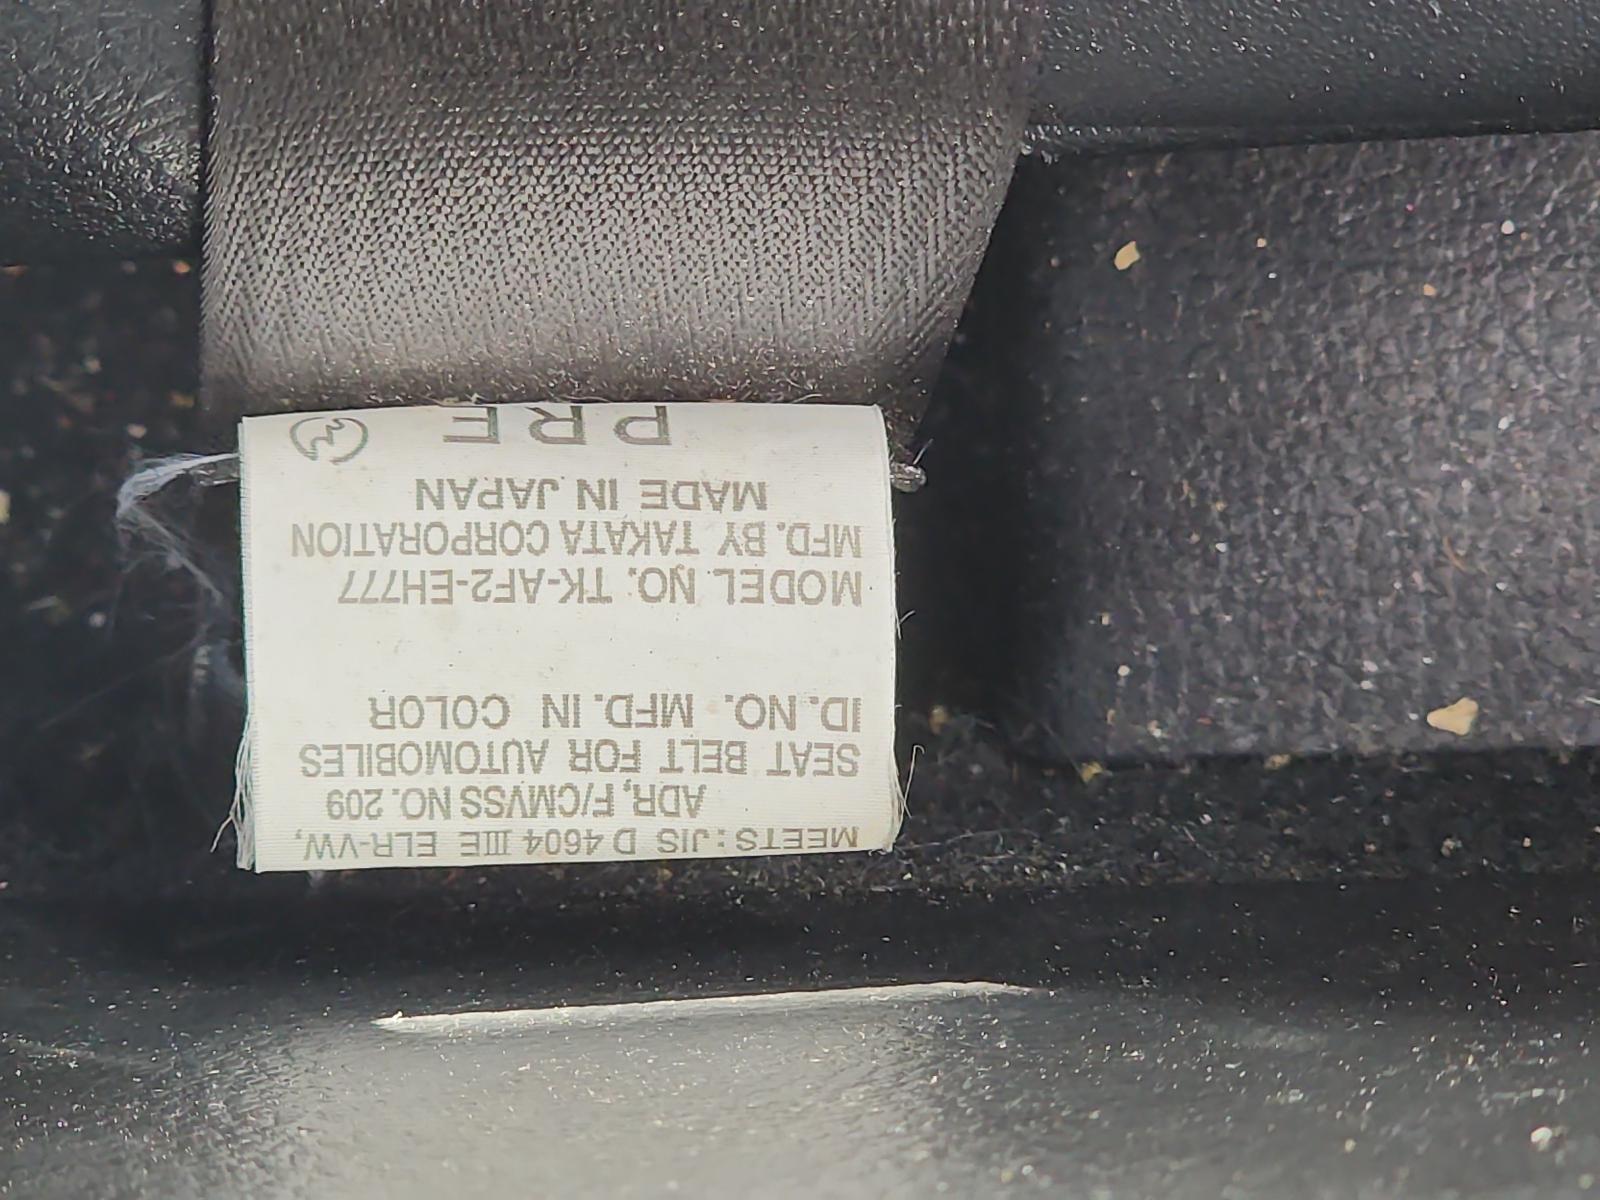 MEETS: JIS D 4604 IIIE ELR-VW,
ADR, F/CMVSS NO. 209
SEAT BELT FOR AUTOMOBILES
ID. NO. MFD. IN COLOR
MODEL NO. TK-AF2-EH777
MFD. BY TAKATA CORPORATION
MADE IN JAPAN
PRE